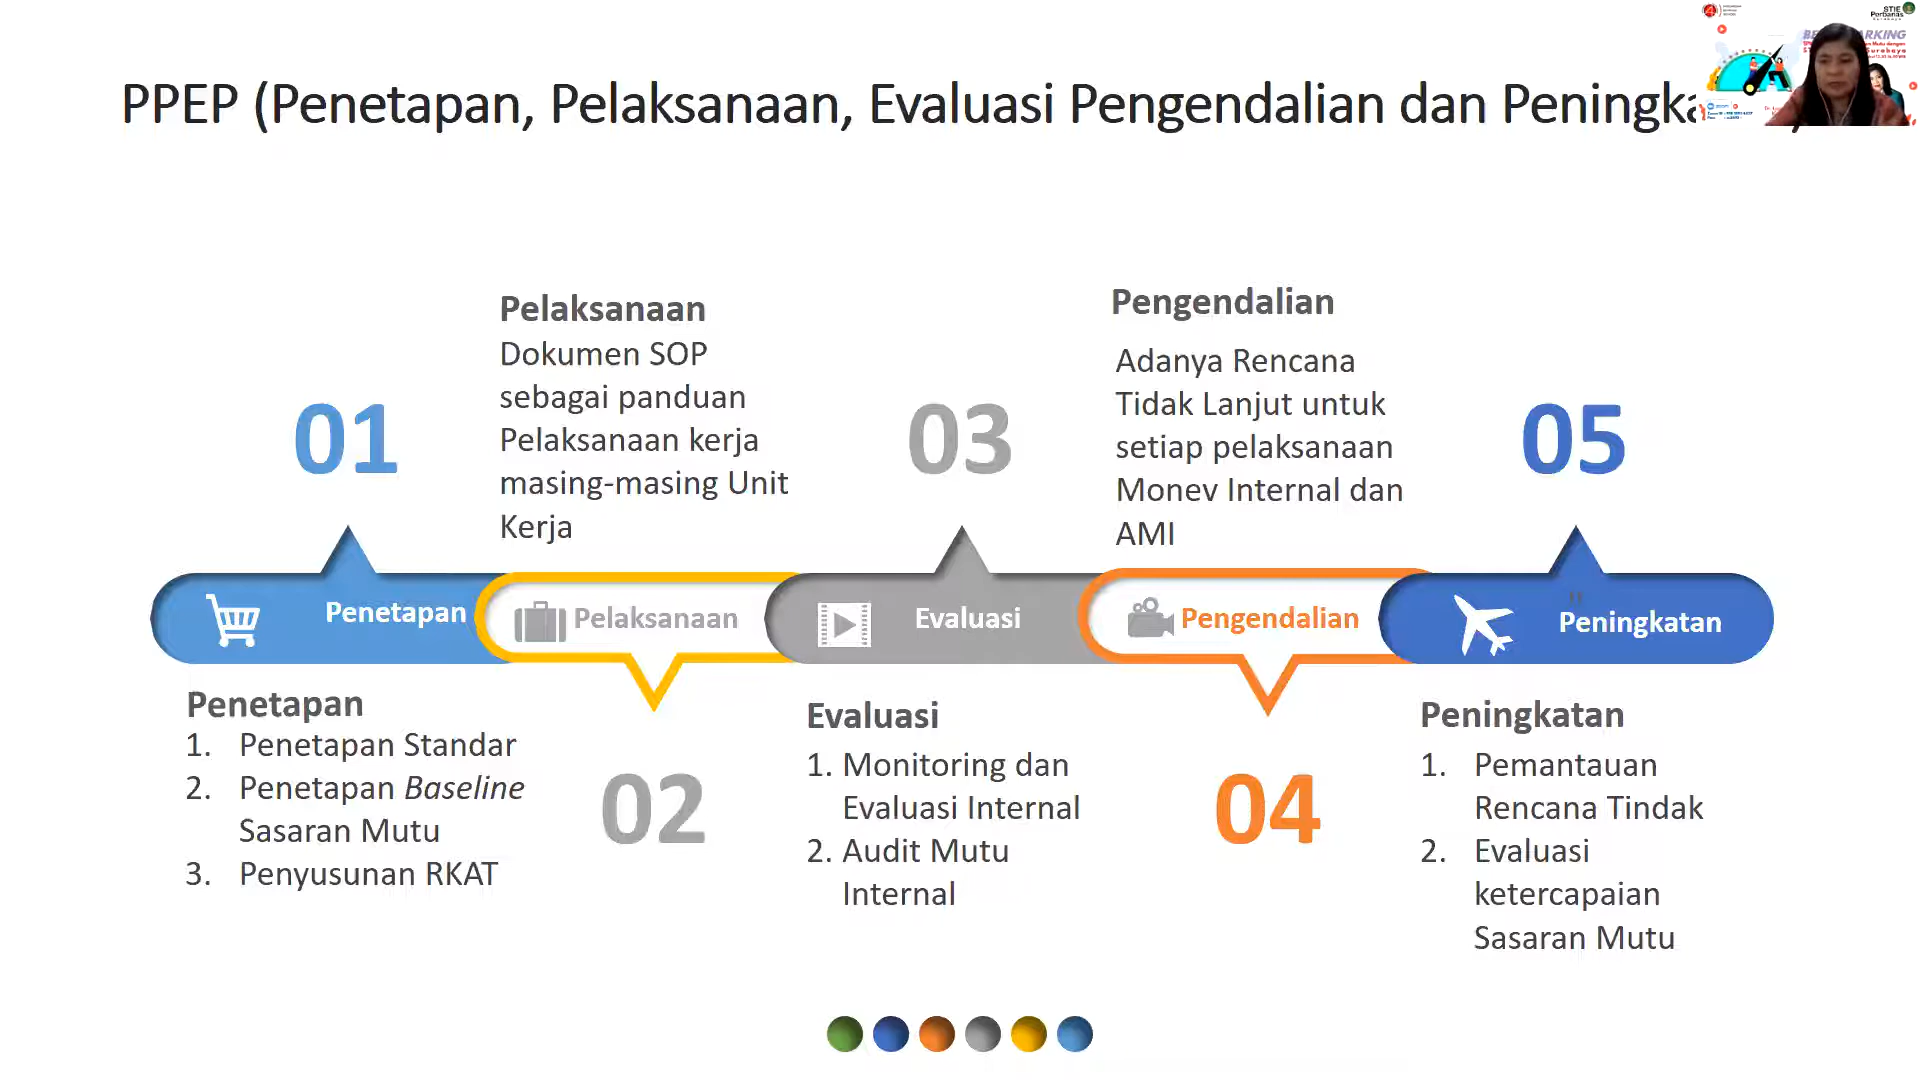 PPEP (Penetapan, Pelaksanaan, Evaluasi Pengendalian dan Peningka
STIE
Perbanas
Pelaksanaan
Dokumen SOP
sebagai panduan
Pelaksanaan kerja
masing-masing Unit
Kerja
Pengendalian
Adanya Rencana
Tidak Lanjut untuk
setiap pelaksanaan
Monev Internal dan
AMI
01
03
05
Penetapan
Pelaksanaan
Evaluasi
Pengendalian
Peningkatan
Penetapan
1. Penetapan Standar
2. Penetapan Baseline
Sasaran Mutu
3. Penyusunan RKAT
02
Evaluasi
1. Monitoring dan
Evaluasi Internal
2. Audit Mutu
Internal
04
Peningkatan
1. Pemantauan
Rencana Tindak
2. Evaluasi
ketercapaian
Sasaran Mutu